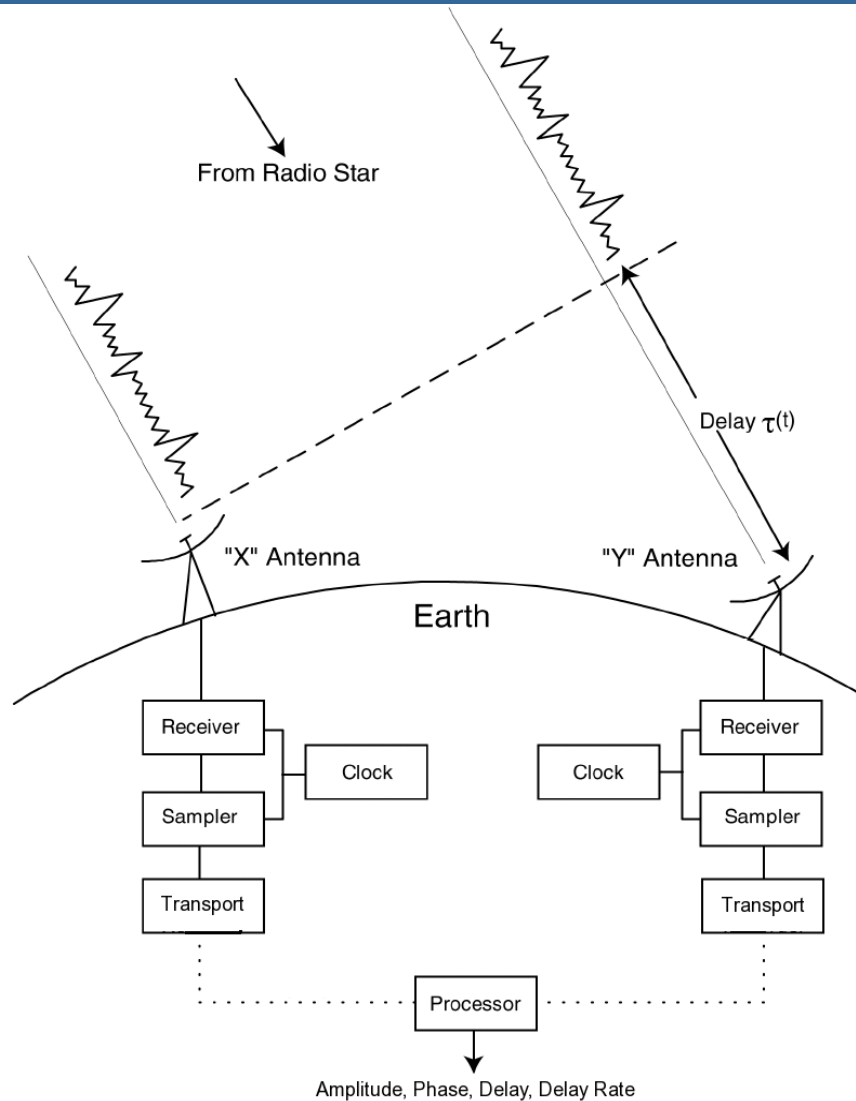 From Radio Star
Delay τ(t)
"X" Antenna
"Y" Antenna
Earth
Receiver
Receiver
Clock
Clock
Sampler
Sampler
Transport
Transport
Processor
Amplitude, Phase, Delay, Delay Rate